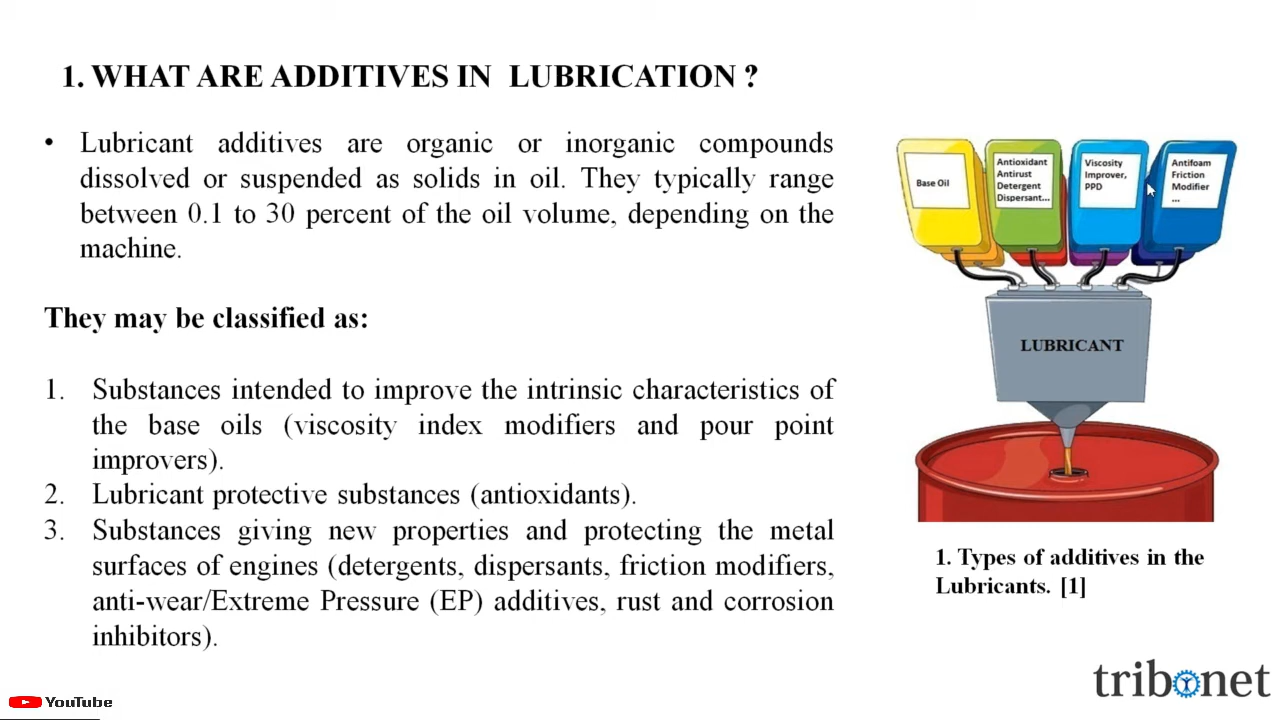 1. WHAT ARE ADDITIVES IN LUBRICATION ?
• Lubricant additives are organic or inorganic compounds
dissolved or suspended as solids in oil. They typically range
between 0.1 to 30 percent of the oil volume, depending on the
machine.
They may be classified as:
1. Substances intended to improve the intrinsic characteristics of
the base oils (viscosity index modifiers and pour point
improvers).
2. Lubricant protective substances (antioxidants).
3. Substances giving new properties and protecting the metal
surfaces of engines (detergents, dispersants, friction modifiers,
anti-wear/Extreme Pressure (EP) additives, rust and corrosion
inhibitors).
Base Oil
Antioxidant
Antirust
Detergent
Dispersant...
Viscosity
Improver,
PPD
Antifoam
Friction
Modifier
...
LUBRICANT
1. Types of additives in the
Lubricants. [1]
tribonet
YouTube